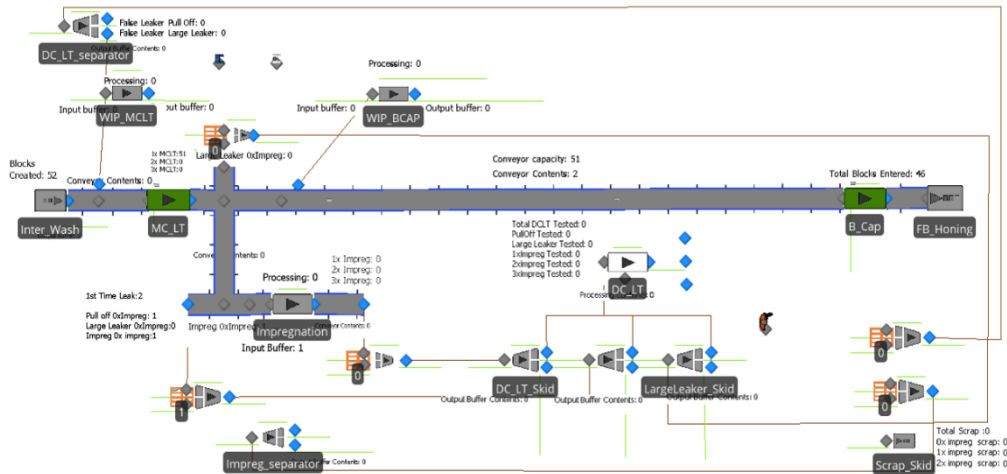 False Leaker Pull Off: 0
False Leaker Large Leaker: 0
Output Buffer Contents: 0
DC_LT_separator
Processing: 0
Input buffer: 0
WIP_MCLT
Processing: 0
Input buffer: 0
Output buffer: 0
WIP_BCAP
0
Large Leaker 0xImpreg: 0
1x MCLT:51
2x MCLT:0
3x MCLT:0
Blocks
Created: 52
Conveyor Contents: 0
Conveyor capacity: 51
Conveyor Contents: 2
Total Blocks Entered: 46
Inter_Wash
MC_LT
B_Cap
FB_Honing
Total DCLT Tested: 0
PullOff Tested: 0
Large Leaker Tested: 0
1ximpreg Tested: 0
2ximpreg Tested: 0
3ximpreg Tested: 0
DC_LT
1x Impreg: 0
2x Impreg: 0
3x Impreg: 0
Processing: 0
1st Time Leak:2
Pull off 0xImpreg: 1
Large Leaker 0xImpreg:0
Impreg 0x impreg:1
Impreg 0xImpreg: 1
Impregnation
Conveyor Contents: 0
Input Buffer: 1
0
DC_LT_Skid
LargeLeaker_Skid
Output Buffer Contents: 0
Output Buffer Contents: 0
Output Buffer Contents: 0
0
1
0
Impreg_separator
Scrap_Skid
Total Scrap :0
0x impreg scrap: 0
1x impreg scrap: 0
2x impreg scrap: 0